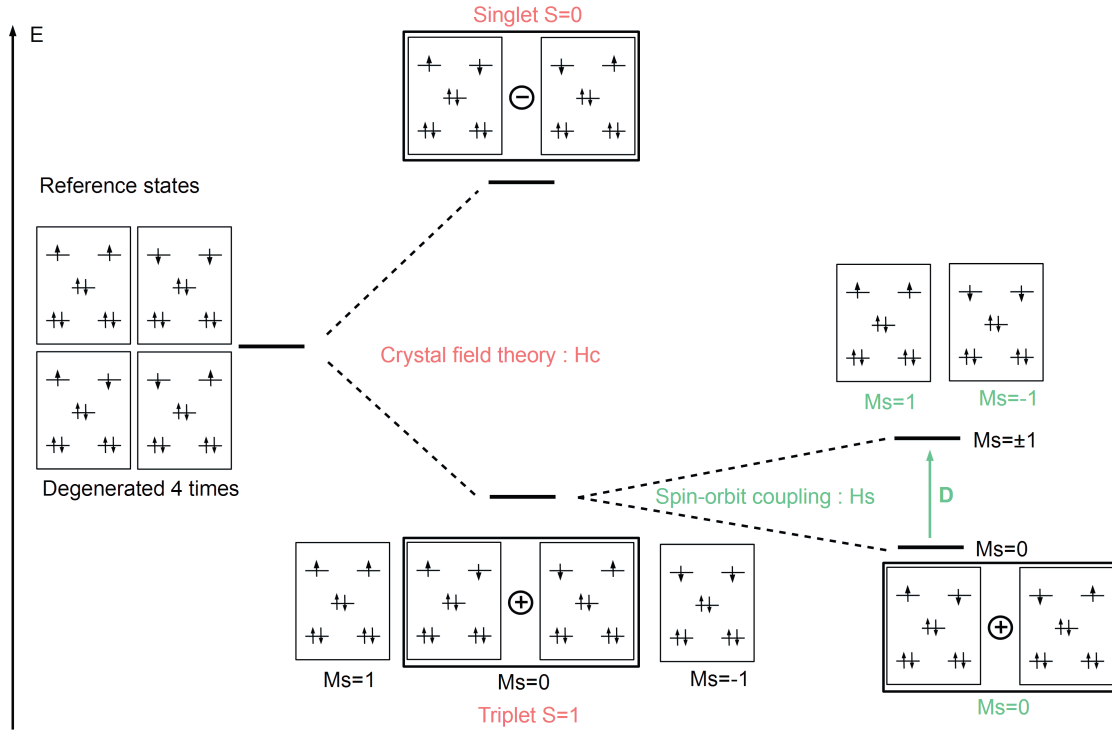 E
Singlet S=0
Reference states
Degenerated 4 times
Crystal field theory : Hc
Ms=1
Ms=0
Ms=-1
Triplet S=1
Spin-orbit coupling : Hs
Ms=1
Ms=-1
Ms=±1
D
Ms=0
Ms=0